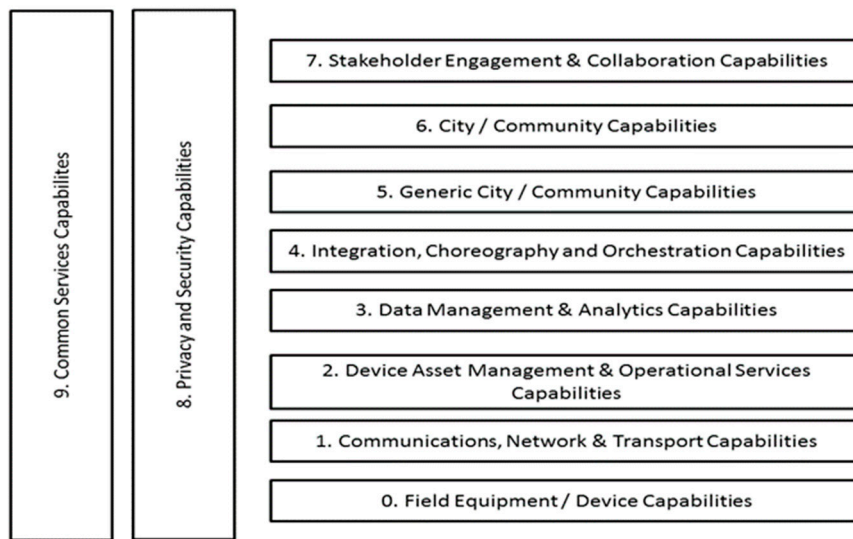 9. Common Services Capabilites
8. Privacy and Security Capabilities
7. Stakeholder Engagement & Collaboration Capabilities
6. City / Community Capabilities
5. Generic City / Community Capabilities
4. Integration, Choreography and Orchestration Capabilities
3. Data Management & Analytics Capabilities
2. Device Asset Management & Operational Services
Capabilities
1. Communications, Network & Transport Capabilities
0. Field Equipment / Device Capabilities